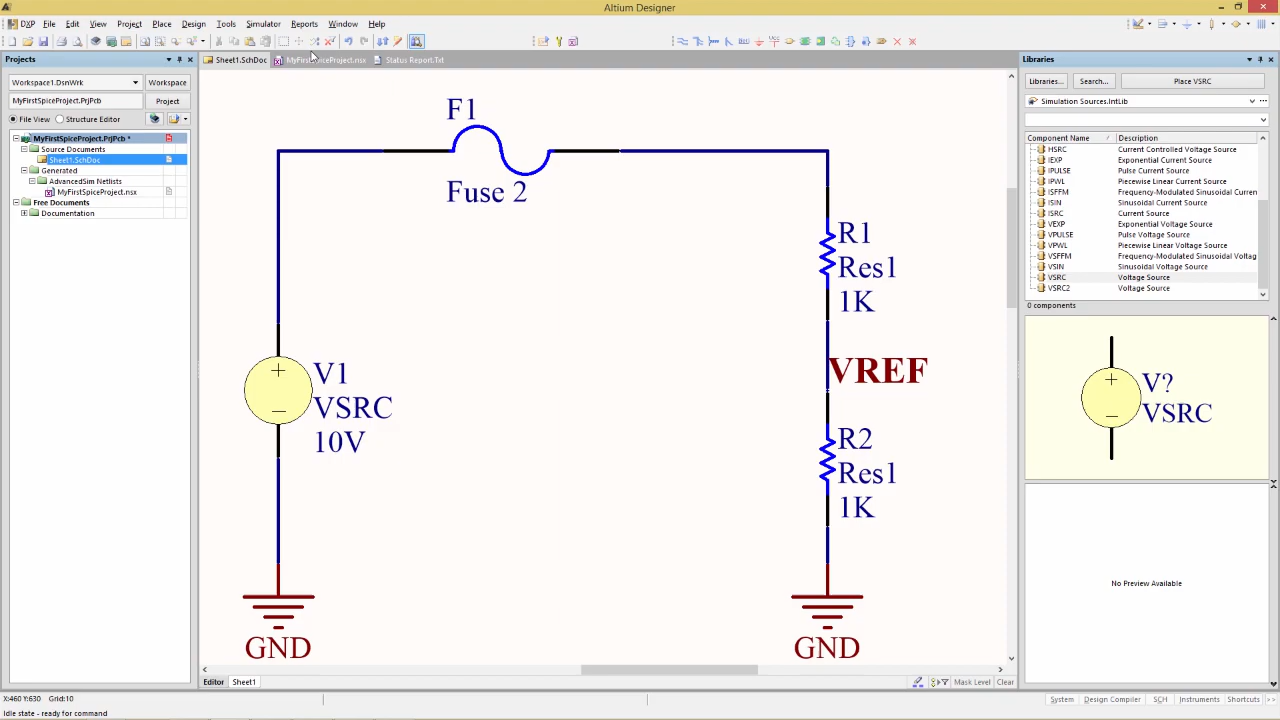 Altium Designer
DXP File Edit View Project Place Design Tools Simulator Reports Window Help
Projects
Sheet1.SchDoc MyFirstSpiceProject.nsx Status Report.Txt
Libraries
Workspace1.DsnWrk Workspace
MyFirstSpiceProject.PrjPcb Project
File View Structure Editor
MyFirstSpiceProject.PrjPcb *
Source Documents
Sheet1.SchDoc
Generated
AdvancedSim Netlists
MyFirstSpiceProject.nsx
Free Documents
Documentation
F1
Fuse 2
R1
Res1
1K
V1
VSRC
10V
VREF
R2
Res1
1K
GND
GND
Libraries... Search... Place VSRC
Simulation Sources.IntLib
Component Name / Description
HSRC Current Controlled Voltage Source
IEXP Exponential Current Source
IPULSE Pulse Current Source
IPWL Piecewise Linear Current Source
ISFFM Frequency-Modulated Sinusoidal Curren
ISIN Sinusoidal Current Source
ISRC Current Source
VEXP Exponential Voltage Source
VPULSE Pulse Voltage Source
VPWL Piecewise Linear Voltage Source
VSFFM Frequency-Modulated Sinusoidal Voltag
VSIN Sinusoidal Voltage Source
VSRC Voltage Source
VSRC2 Voltage Source
0 components
V?
VSRC
No Preview Available
Editor Sheet1
Mask Level Clear
X:460 Y:630 Grid:10
System Design Compiler SCH Instruments Shortcuts >>
Idle state - ready for command